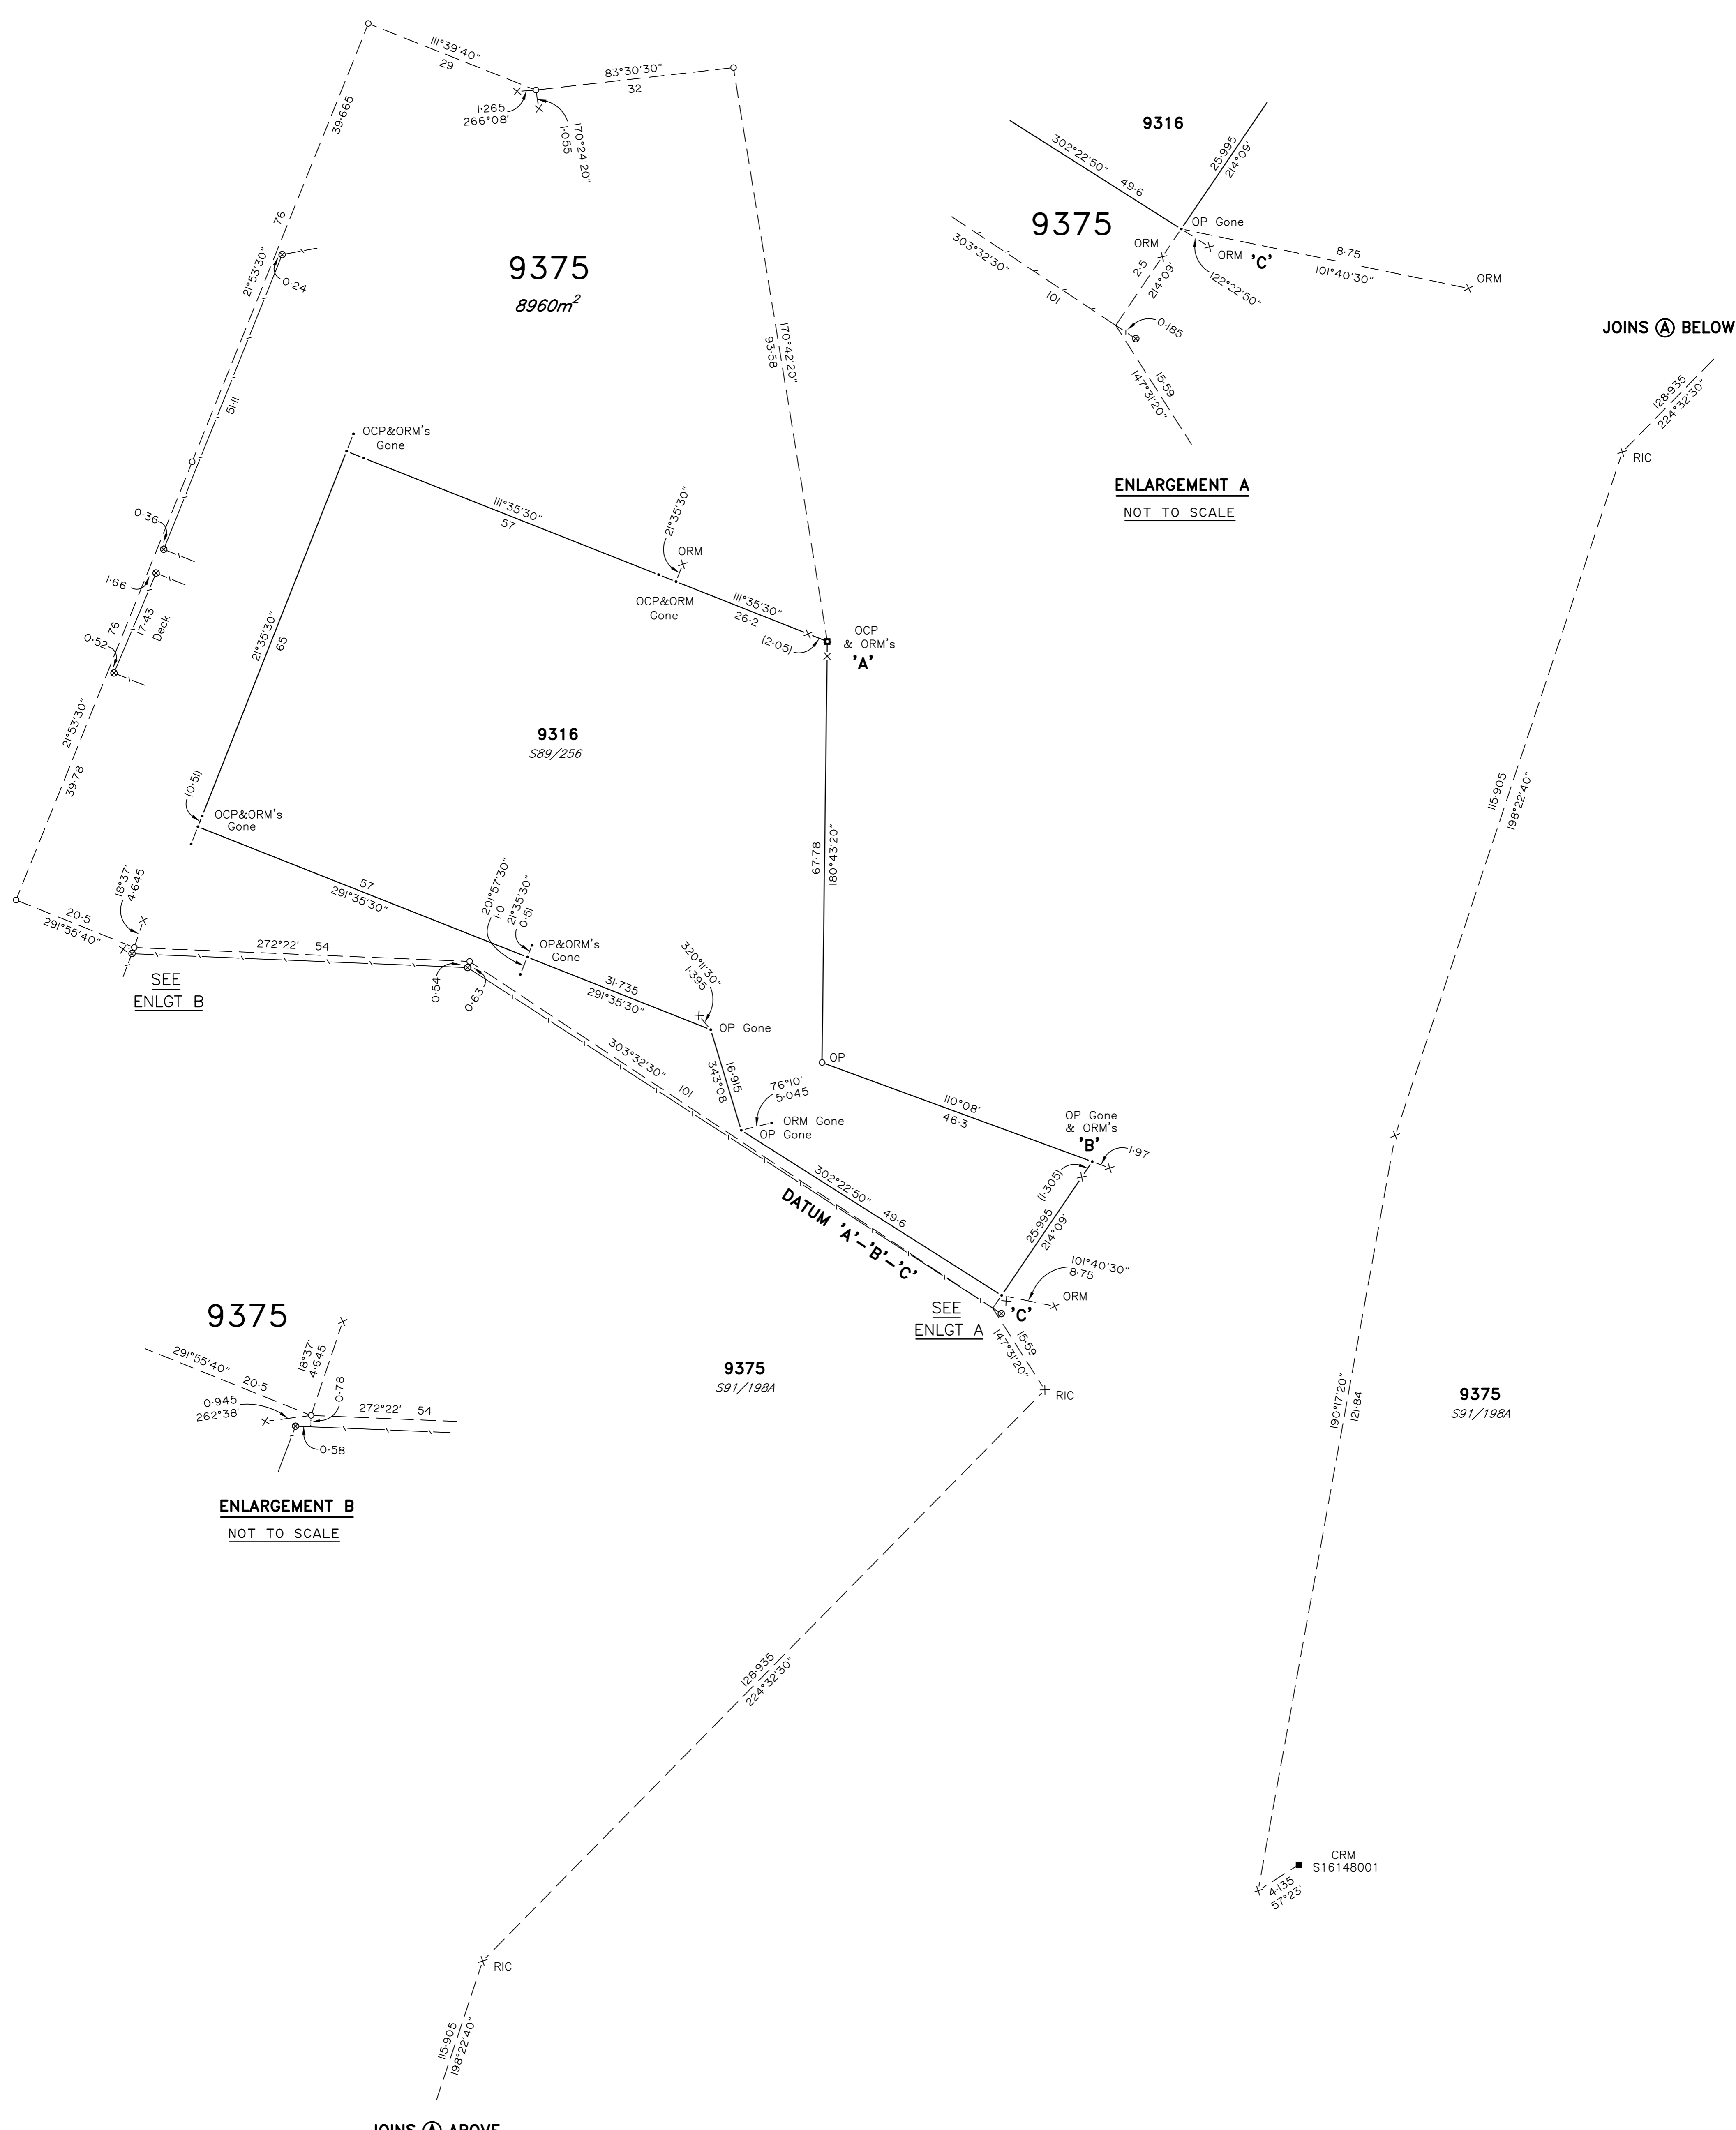 111°39'40"
29
83°30'30"
32
1·265
266°08'
170°24'20"
1·055
39·665
76
21°53'30"
0·24
51·11
9375
8960m²
170°42'20"
93·58
OCP&ORM's
Gone
111°35'30"
57
21°35'30"
ORM
OCP&ORM
Gone
111°35'30"
26·2
(2·05)
OCP
& ORM's
'A'
0·36
1·66
17·43
Deck
76
0·52
21°53'30"
39·78
21°35'30"
65
9316
S89/256
67·78
180°43'20"
(0·51)
OCP&ORM's
Gone
18°37'
4·645
20·5
291°55'40"
57
291°35'30"
201°57'30"
1·0
21°35'30"
0·51
OP&ORM's
Gone
272°22' 54
SEE
ENLGT B
0·54
0·63
31·735
291°35'30"
320°11'30"
1·395
OP Gone
303°32'30"
101
16·915
343°08'
76°10'
5·045
ORM Gone
OP Gone
OP
110°08'
46·3
OP Gone
& ORM's
'B'
1·97
(1·305)
25·995
214°09'
302°22'50"
49·6
DATUM 'A'-'B'-'C'
101°40'30"
8·75
ORM
'C'
SEE
ENLGT A
15·59
147°31'20"
RIC
9316
302°22'50"
49·6
25·995
214°09'
9375
OP Gone
ORM
ORM 'C'
8·75
101°40'30"
ORM
122°22'50"
2·5
214°09'
303°32'30"
101
0·185
15·59
147°31'20"
ENLARGEMENT A
NOT TO SCALE
JOINS Ⓐ BELOW
128·935
224°32'30"
RIC
115·905
198°22'40"
190°17'20"
121·84
9375
S91/198A
CRM
S16148001
4·135
57°23'
9375
291°55'40"
20·5
18°37'
4·645
0·78
0·945
262°38'
272°22' 54
0·58
ENLARGEMENT B
NOT TO SCALE
9375
S91/198A
128·935
224°32'30"
RIC
115·905
198°22'40"
JOINS Ⓐ ABOVE